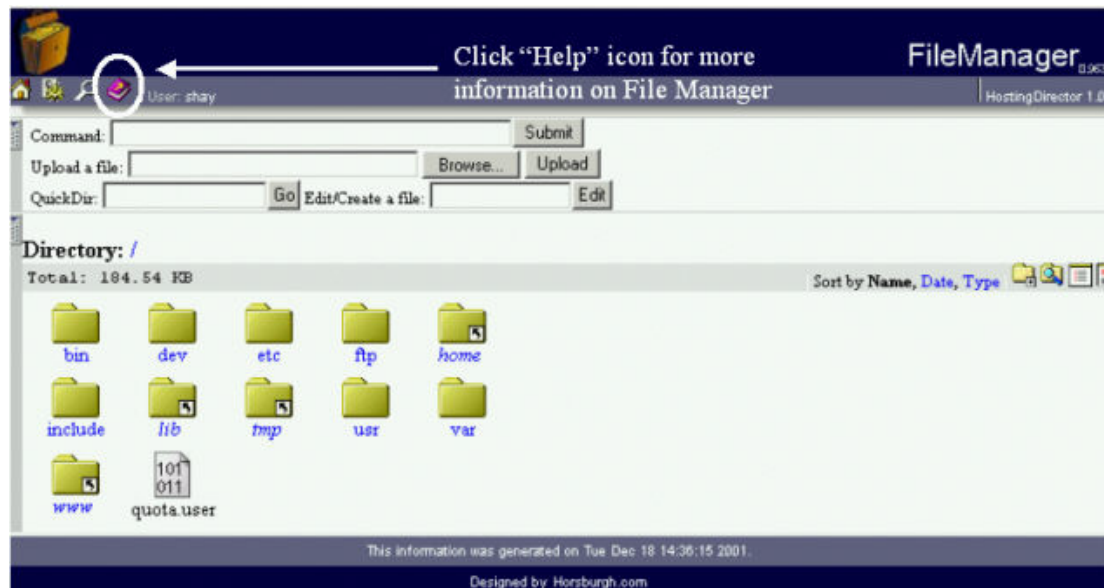 Click “Help” icon for more
information on File Manager
FileManager
User: shay
HostingDirector 1.0
Command: Submit
Upload a file: Browse... Upload
QuickDir: Go Edit/Create a file: Edit
Directory: /
Total: 184.54 KB
Sort by Name, Date, Type
bin dev etc ftp home
include lib tmp usr var
101
011
www quota.user
This information was generated on Tue Dec 18 14:36:15 2001.
Designed by Horsburgh.com